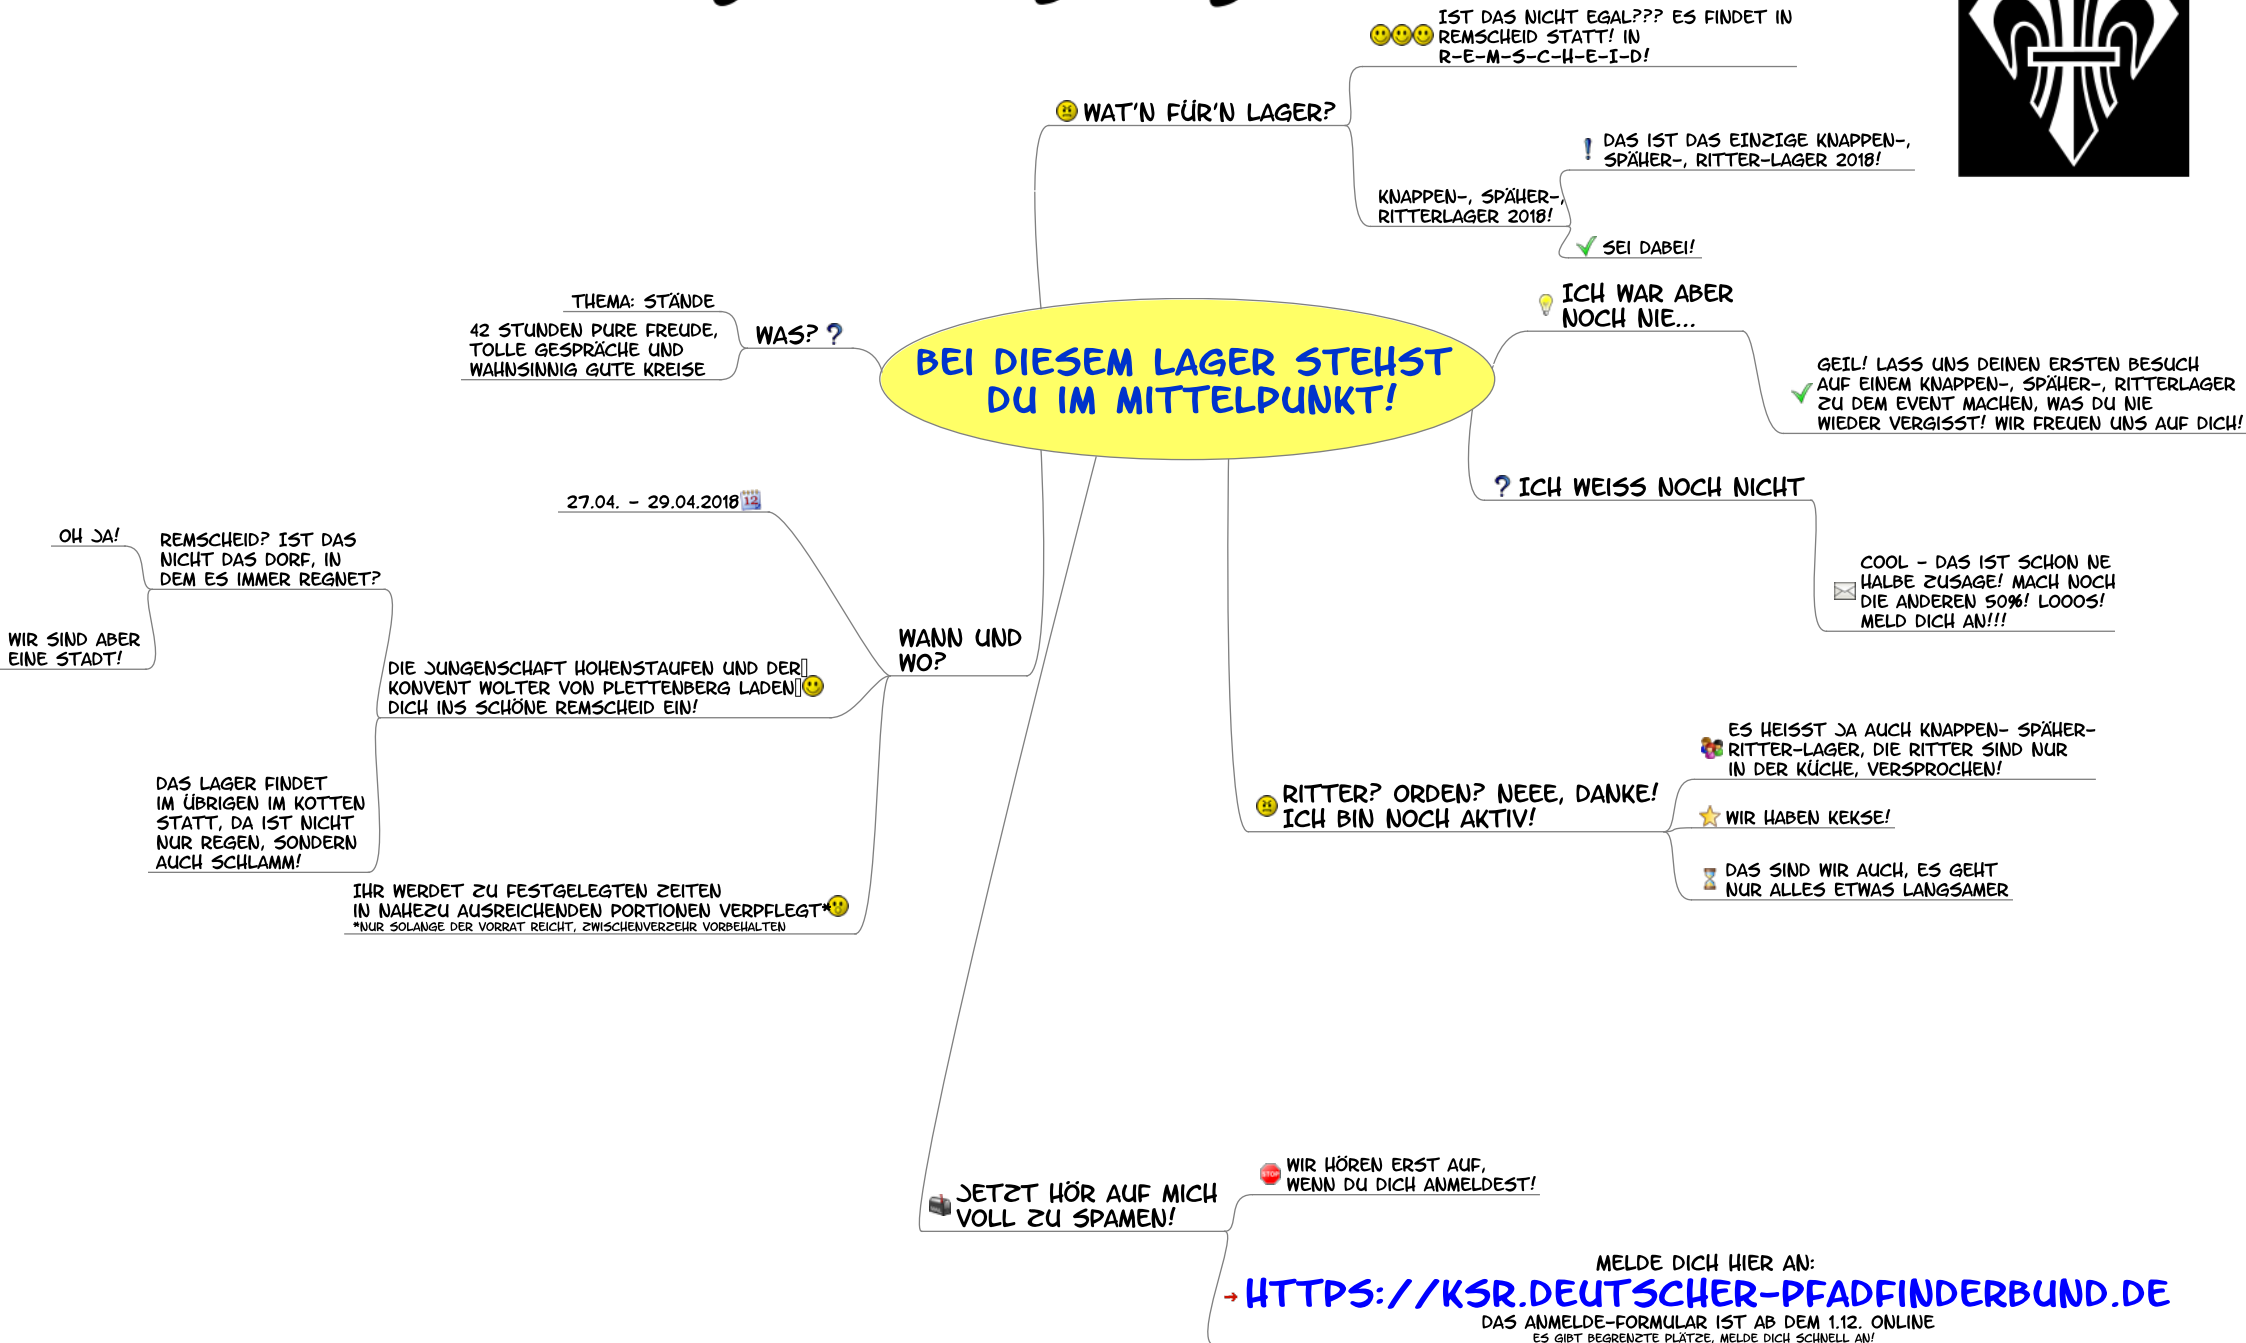 IST DAS NICHT EGAL??? ES FINDET IN
REMSCHEID STATT! IN
R-E-M-S-C-H-E-I-D!
WAT'N FÜR'N LAGER?
DAS IST DAS EINZIGE KNAPPEN-,
SPÄHER-, RITTER-LAGER 2018!
KNAPPEN-, SPÄHER-,
RITTERLAGER 2018!
SEI DABEI!
ICH WAR ABER
NOCH NIE...
GEIL! LASS UNS DEINEN ERSTEN BESUCH
AUF EINEM KNAPPEN-, SPÄHER-, RITTERLAGER
ZU DEM EVENT MACHEN, WAS DU NIE
WIEDER VERGISST! WIR FREUEN UNS AUF DICH!
THEMA: STÄNDE
42 STUNDEN PURE FREUDE,
TOLLE GESPRÄCHE UND
WAHNSINNIG GUTE KREISE
WAS?
BEI DIESEM LAGER STEHST
DU IM MITTELPUNKT!
ICH WEISS NOCH NICHT
COOL - DAS IST SCHON NE
HALBE ZUSAGE! MACH NOCH
DIE ANDEREN 50%! LOOOS!
MELD DICH AN!!!
27.04. - 29.04.2018
12
OH JA!
REMSCHEID? IST DAS
NICHT DAS DORF, IN
DEM ES IMMER REGNET?
WIR SIND ABER
EINE STADT!
WANN UND
WO?
DIE JUNGENSCHAFT HOHENSTAUFEN UND DER
KONVENT WOLTER VON PLETTENBERG LADEN
DICH INS SCHÖNE REMSCHEID EIN!
DAS LAGER FINDET
IM ÜBRIGEN IM KOTTEN
STATT, DA IST NICHT
NUR REGEN, SONDERN
AUCH SCHLAMM!
IHR WERDET ZU FESTGELEGTEN ZEITEN
IN NAHEZU AUSREICHENDEN PORTIONEN VERPFLEGT*
*NUR SOLANGE DER VORRAT REICHT, ZWISCHENVERZEHR VORBEHALTEN
RITTER? ORDEN? NEEE, DANKE!
ICH BIN NOCH AKTIV!
ES HEISST JA AUCH KNAPPEN- SPÄHER-
RITTER-LAGER, DIE RITTER SIND NUR
IN DER KÜCHE, VERSPROCHEN!
WIR HABEN KEKSE!
DAS SIND WIR AUCH, ES GEHT
NUR ALLES ETWAS LANGSAMER
JETZT HÖR AUF MICH
VOLL ZU SPAMEN!
STOP
WIR HÖREN ERST AUF,
WENN DU DICH ANMELDEST!
MELDE DICH HIER AN:
HTTPS://KSR.DEUTSCHER-PFADFINDERBUND.DE
DAS ANMELDE-FORMULAR IST AB DEM 1.12. ONLINE
ES GIBT BEGRENZTE PLÄTZE, MELDE DICH SCHNELL AN!